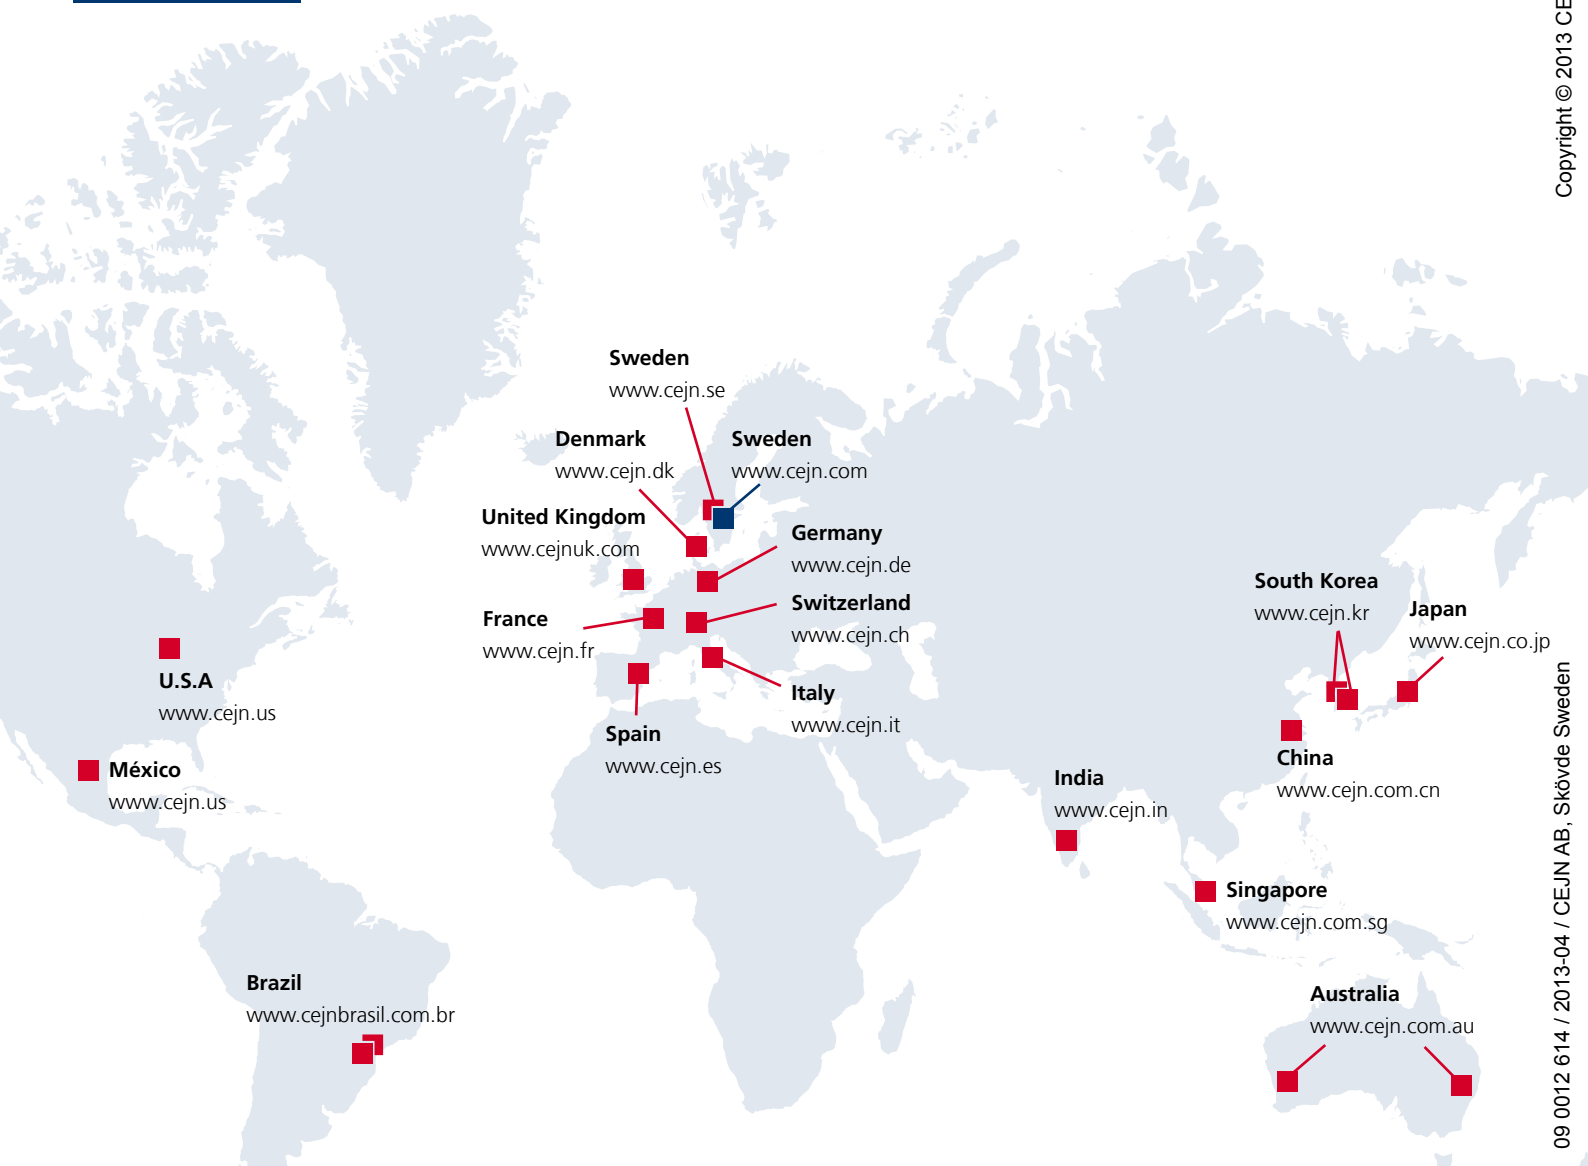 Sweden
www.cejn.se
Denmark
www.cejn.dk
Sweden
www.cejn.com
United Kingdom
www.cejnuk.com
Germany
www.cejn.de
Switzerland
www.cejn.ch
France
www.cejn.fr
Italy
www.cejn.it
Spain
www.cejn.es
U.S.A
www.cejn.us
México
www.cejn.us
Brazil
www.cejnbrasil.com.br
South Korea
www.cejn.kr
Japan
www.cejn.co.jp
China
www.cejn.com.cn
India
www.cejn.in
Singapore
www.cejn.com.sg
Australia
www.cejn.com.au
09 0012 614 / 2013-04 / CEJN AB, Skövde Sweden
Copyright © 2013 CE